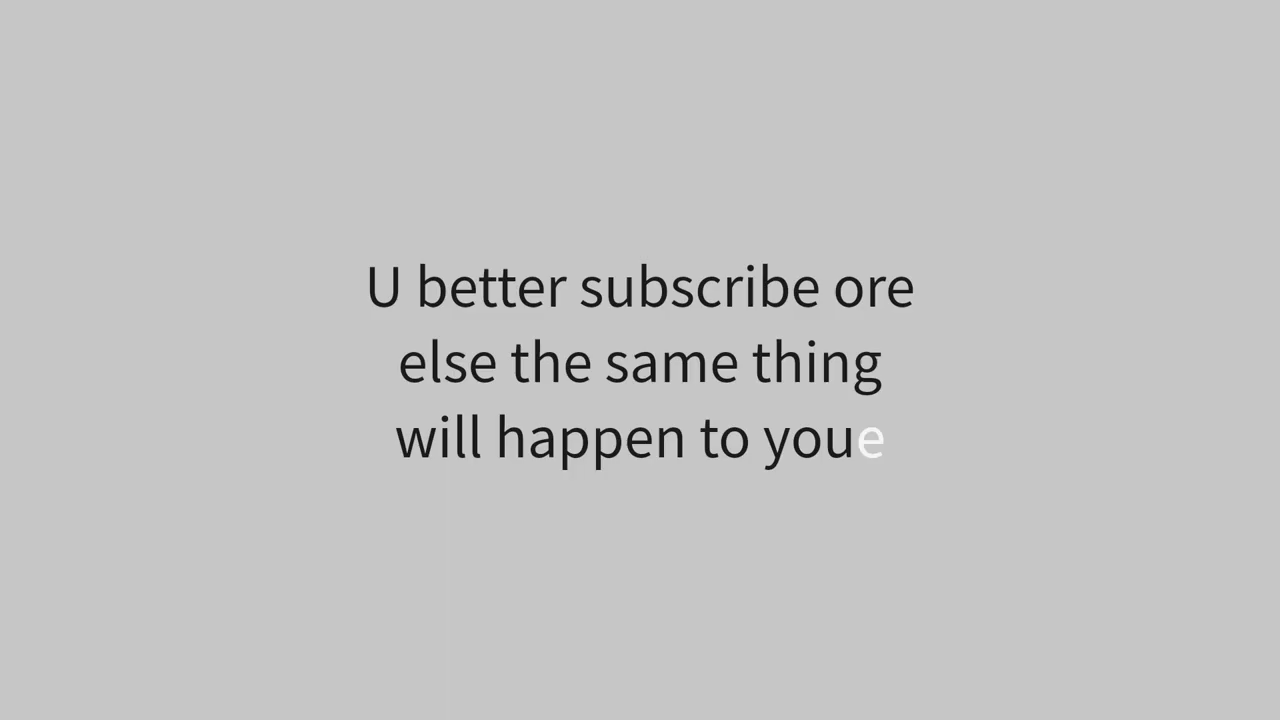 U better subscribe ore
else the same thing
will happen to youe